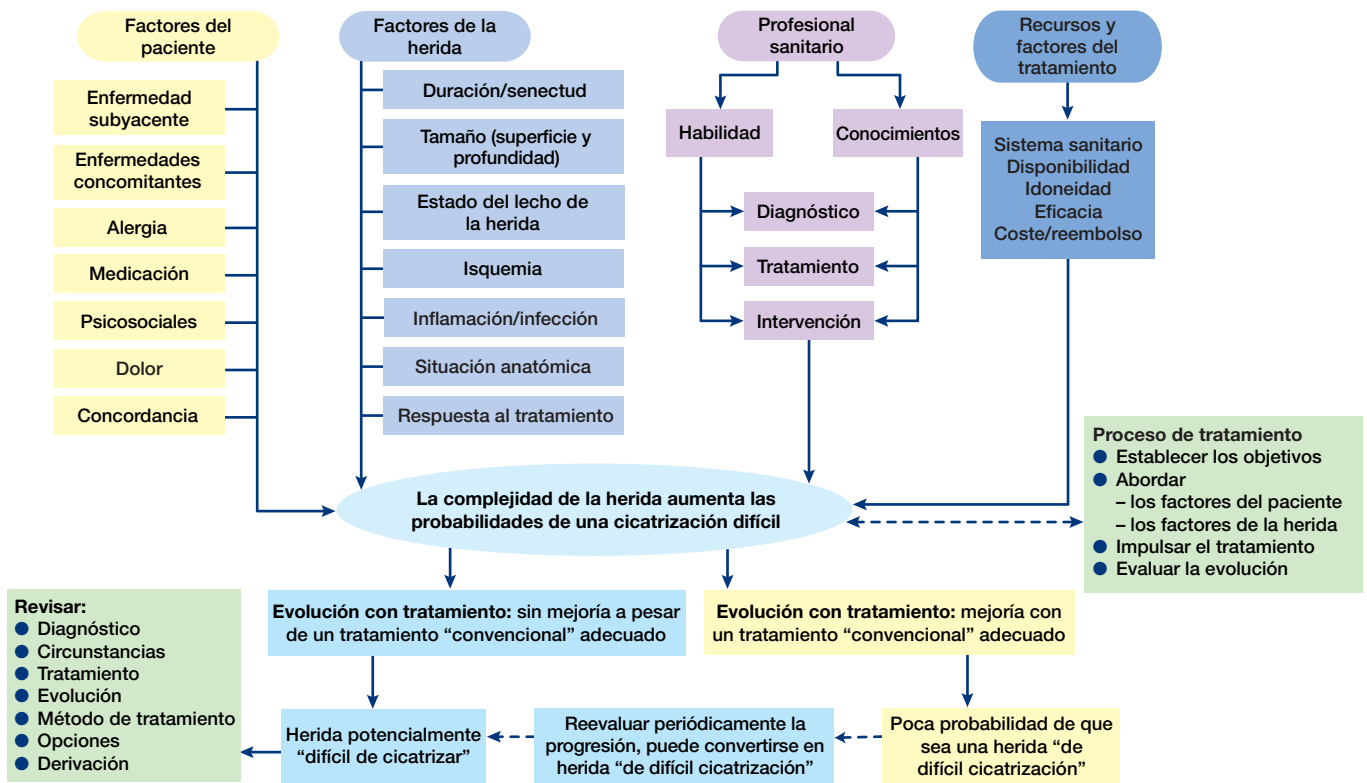 Factores del
paciente
Enfermedad
subyacente
Enfermedades
concomitantes
Alergia
Medicación
Psicosociales
Dolor
Concordancia
Factores de la
herida
Duración/senectud
Tamaño (superficie y
profundidad)
Estado del lecho de
la herida
Isquemia
Inflamación/infección
Situación anatómica
Respuesta al tratamiento
Profesional
sanitario
Habilidad
Conocimientos
Diagnóstico
Tratamiento
Intervención
Recursos y
factores del
tratamiento
Sistema sanitario
Disponibilidad
Idoneidad
Eficacia
Coste/reembolso
La complejidad de la herida aumenta las
probabilidades de una cicatrización difícil
Proceso de tratamiento
● Establecer los objetivos
● Abordar
– los factores del paciente
– los factores de la herida
● Impulsar el tratamiento
● Evaluar la evolución
Evolución con tratamiento: sin mejoría a pesar
de un tratamiento “convencional” adecuado
Evolución con tratamiento: mejoría con
un tratamiento “convencional” adecuado
Poca probabilidad de que
sea una herida “de
difícil cicatrización”
Reevaluar periódicamente la
progresión, puede convertirse en
herida “de difícil cicatrización”
Herida potencialmente
“difícil de cicatrizar”
Revisar:
● Diagnóstico
● Circunstancias
● Tratamiento
● Evolución
● Método de tratamiento
● Opciones
● Derivación